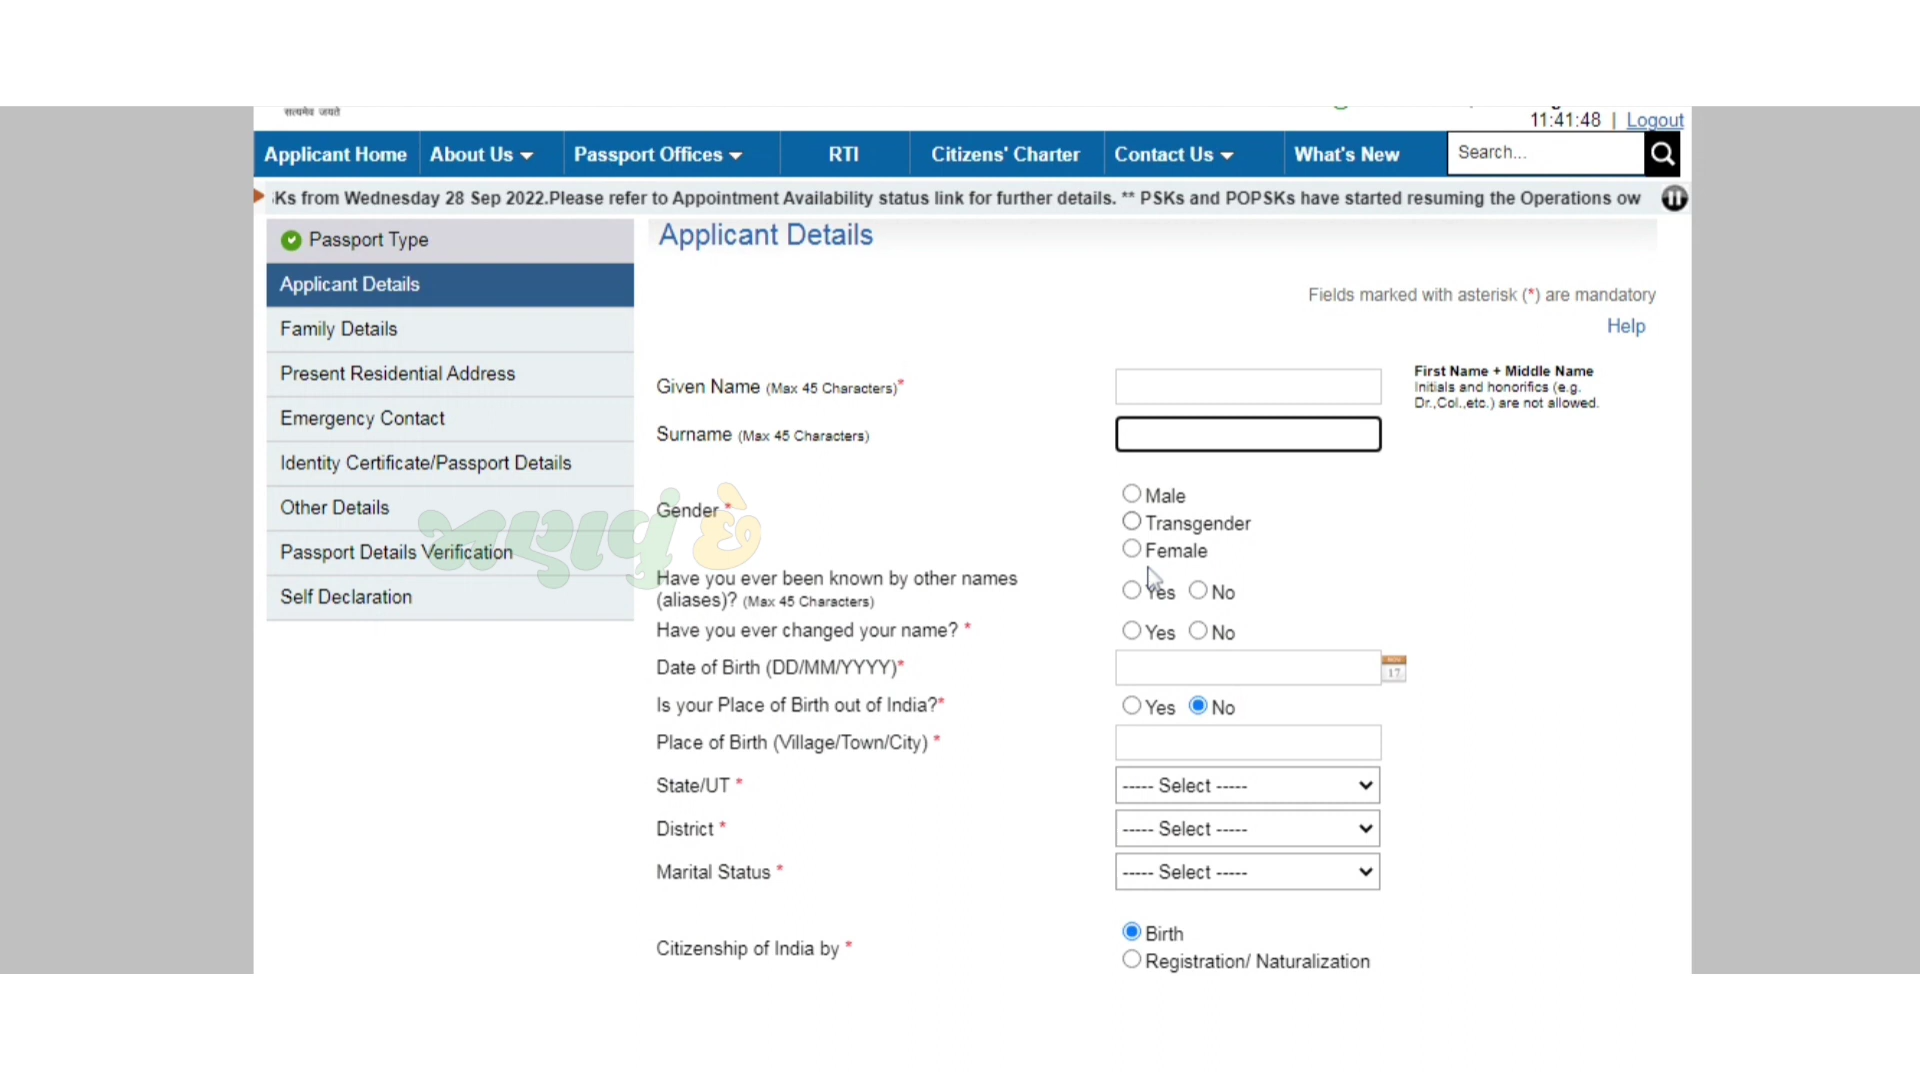 सत्यमेव जयते
11:41:48 | Logout
Applicant Home About Us Passport Offices RTI Citizens' Charter Contact Us What's New Search...
Ks from Wednesday 28 Sep 2022.Please refer to Appointment Availability status link for further details. ** PSKs and POPSKs have started resuming the Operations ow
Passport Type
Applicant Details
Family Details
Present Residential Address
Emergency Contact
Identity Certificate/Passport Details
Other Details
Passport Details Verification
Self Declaration
Applicant Details
Fields marked with asterisk (*) are mandatory
Help
Given Name (Max 45 Characters)*
First Name + Middle Name
Initials and honorifics (e.g.
Dr.,Col.,etc.) are not allowed.
Surname (Max 45 Characters)
Gender *
Male
Transgender
Female
Have you ever been known by other names
(aliases)? (Max 45 Characters)
Yes No
Have you ever changed your name? *
Yes No
Date of Birth (DD/MM/YYYY)*
17
Is your Place of Birth out of India?*
Yes No
Place of Birth (Village/Town/City) *
State/UT *
----- Select -----
District *
----- Select -----
Marital Status *
----- Select -----
Citizenship of India by *
Birth
Registration/ Naturalization